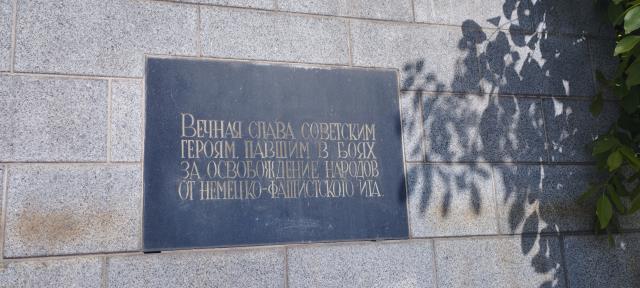 Вечная слава советским
героям, павшим в боях
за освобождение народов
от немецко-фашистского ига.